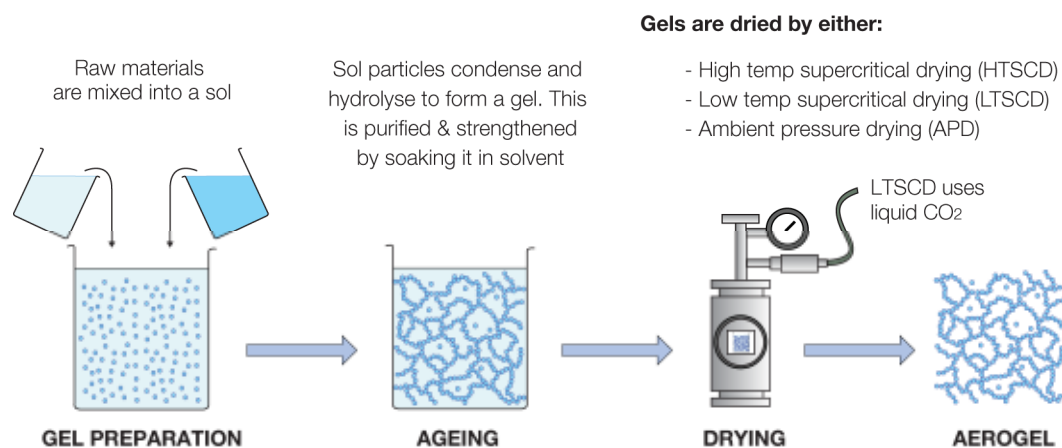 Gels are dried by either:
Raw materials
are mixed into a sol
Sol particles condense and
hydrolyse to form a gel. This
is purified & strengthened
by soaking it in solvent
- High temp supercritical drying (HTSCD)
- Low temp supercritical drying (LTSCD)
- Ambient pressure drying (APD)
LTSCD uses
liquid CO2
GEL PREPARATION
AGEING
DRYING
AEROGEL